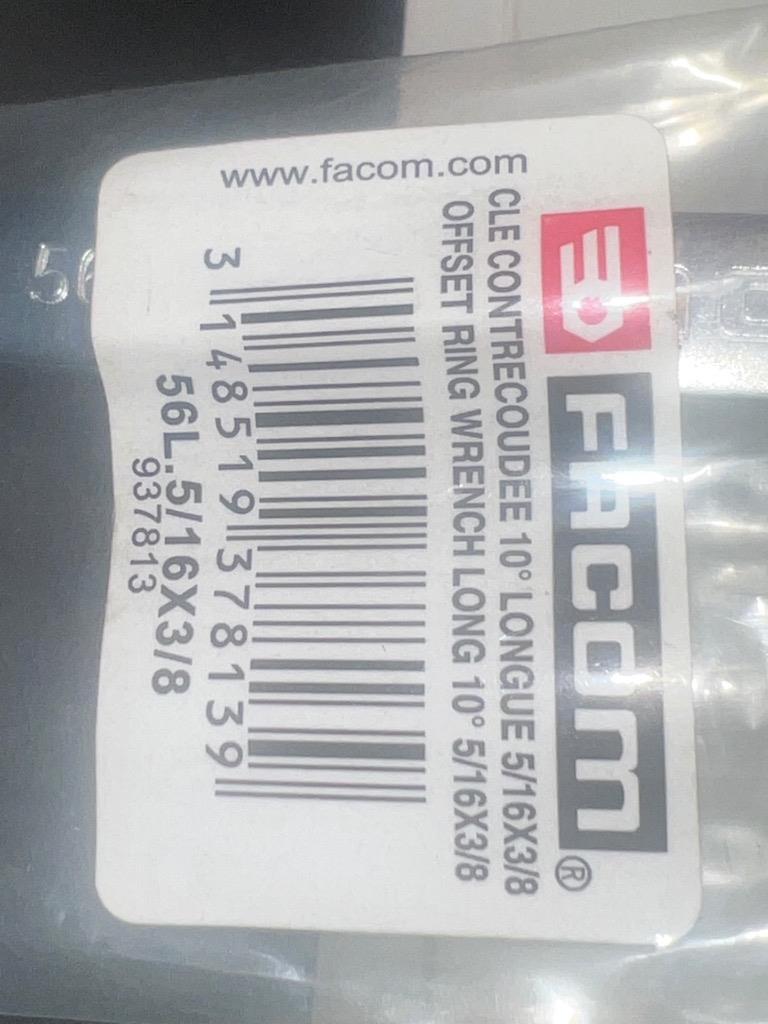 www.facom.com
FACOM®
CLE CONTRECOUDEE 10° LONGUE 5/16X3/8
OFFSET RING WRENCH LONG 10° 5/16X3/8
3 148519 378139
56L.5/16X3/8
937813
56